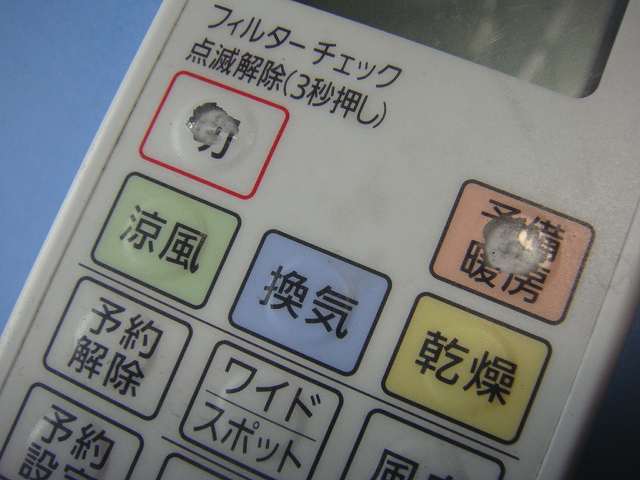 フィルターチェック
点滅解除(3秒押し)
切
予備
暖房
涼風
換気
乾燥
予約
解除
ワイド
スポット
予約